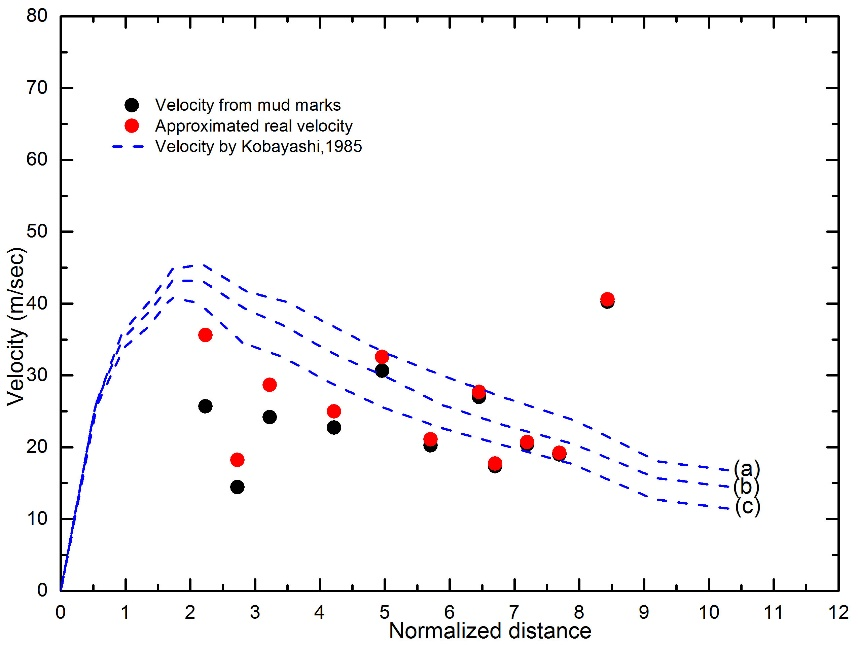 80
70
60
50
40
30
20
10
0
Velocity (m/sec)
Velocity from mud marks
Approximated real velocity
Velocity by Kobayashi,1985
(a)
(b)
(c)
0 1 2 3 4 5 6 7 8 9 10 11 12
Normalized distance